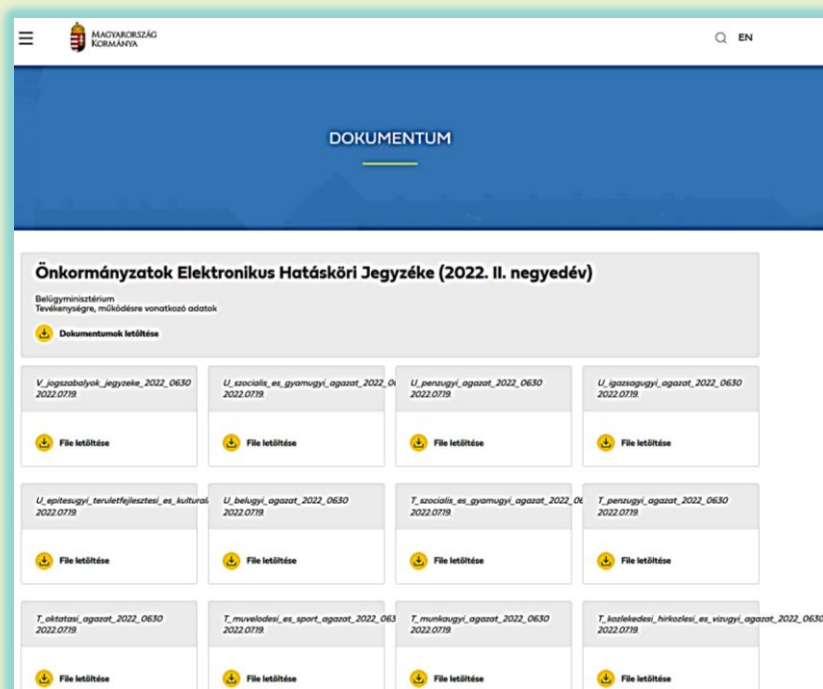 MAGYARORSZÁG
KORMÁNYA
EN
DOKUMENTUM
Önkormányzatok Elektronikus Hatásköri Jegyzéke (2022. II. negyedév)
Belügyminisztérium
Tevékenységre, működésre vonatkozó adatok
Dokumentumok letöltése
V_jogszabalyok_jegyzeke_2022_0630
2022.07.19.
File letöltése
U_szocialis_es_gyamugyi_agazat_2022_0
2022.07.19.
File letöltése
U_penzugyi_agazat_2022_0630
2022.07.19.
File letöltése
U_igazsagugyi_agazat_2022_0630
2022.07.19.
File letöltése
U_epitesugyi_teruletfejlesztesi_es_kultural
2022.07.19.
File letöltése
U_belugyi_agazat_2022_0630
2022.07.19.
File letöltése
T_szocialis_es_gyamugyi_agazat_2022_06
2022.07.19.
File letöltése
T_penzugyi_agazat_2022_0630
2022.07.19.
File letöltése
T_oktatasi_agazat_2022_0630
2022.07.19.
File letöltése
T_muvelodesi_es_sport_agazat_2022_063
2022.07.19.
File letöltése
T_munkaugyi_agazat_2022_0630
2022.07.19.
File letöltése
T_kozlekedesi_hirkozlesi_es_vizugyi_agazat_2022_0630
2022.07.19.
File letöltése